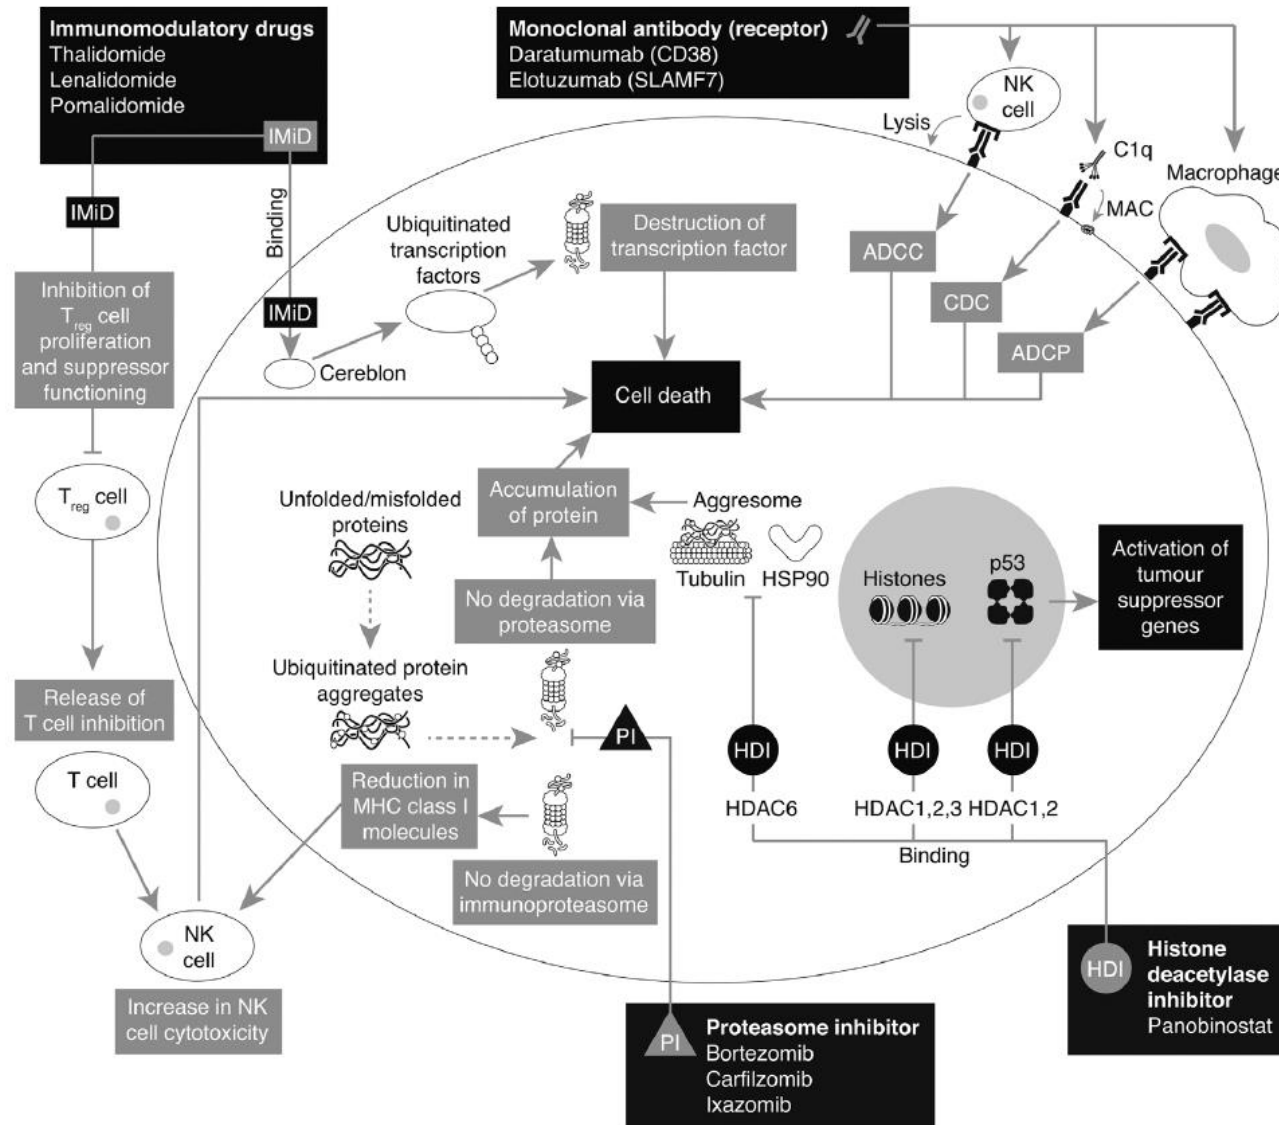 Immunomodulatory drugs
Thalidomide
Lenalidomide
Pomalidomide
IMiD
Monoclonal antibody (receptor)
Daratumumab (CD38)
Elotuzumab (SLAMF7)
NK
cell
Lysis
C1q
MAC
Macrophage
IMiD
Binding
IMiD
Cereblon
Ubiquitinated
transcription
factors
Destruction of
transcription factor
ADCC
CDC
ADCP
Inhibition of
Treg cell
proliferation
and suppressor
functioning
Cell death
Treg cell
Unfolded/misfolded
proteins
Accumulation
of protein
Aggresome
Tubulin
HSP90
Histones
p53
Activation of
tumour
suppressor
genes
No degradation via
proteasome
Ubiquitinated protein
aggregates
Release of
T cell inhibition
T cell
PI
HDI
HDI
HDI
HDAC6
HDAC1,2,3
HDAC1,2
Binding
Reduction in
MHC class I
molecules
No degradation via
immunoproteasome
NK
cell
Increase in NK
cell cytotoxicity
PI
Proteasome inhibitor
Bortezomib
Carfilzomib
Ixazomib
HDI
Histone
deacetylase
inhibitor
Panobinostat